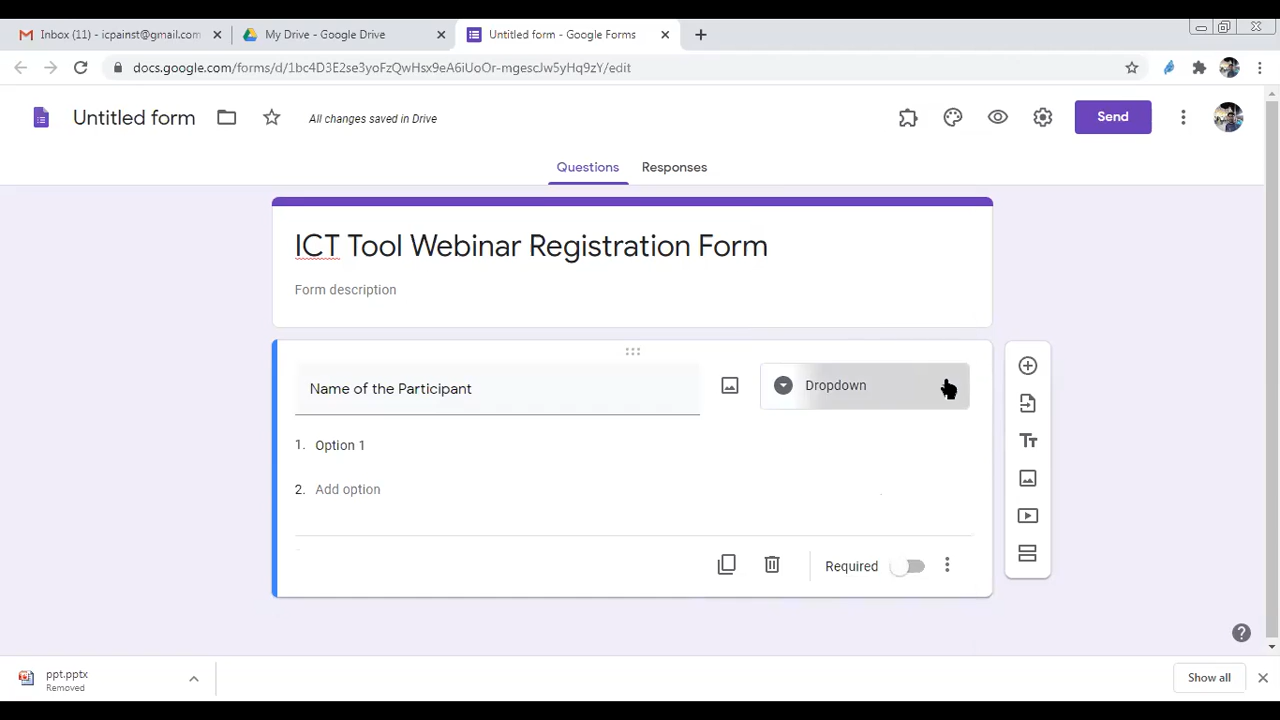 Inbox (11) - icpainst@gmail.com
My Drive - Google Drive
Untitled form - Google Forms
docs.google.com/forms/d/1bc4D3E2se3yoFzQwHsx9eA6iUoOr-mgescJw5yHq9zY/edit
Untitled form
All changes saved in Drive
Send
Questions
Responses
ICT Tool Webinar Registration Form
Form description
Name of the Participant
Dropdown
1. Option 1
2. Add option
Required
ppt.pptx
Removed
Show all